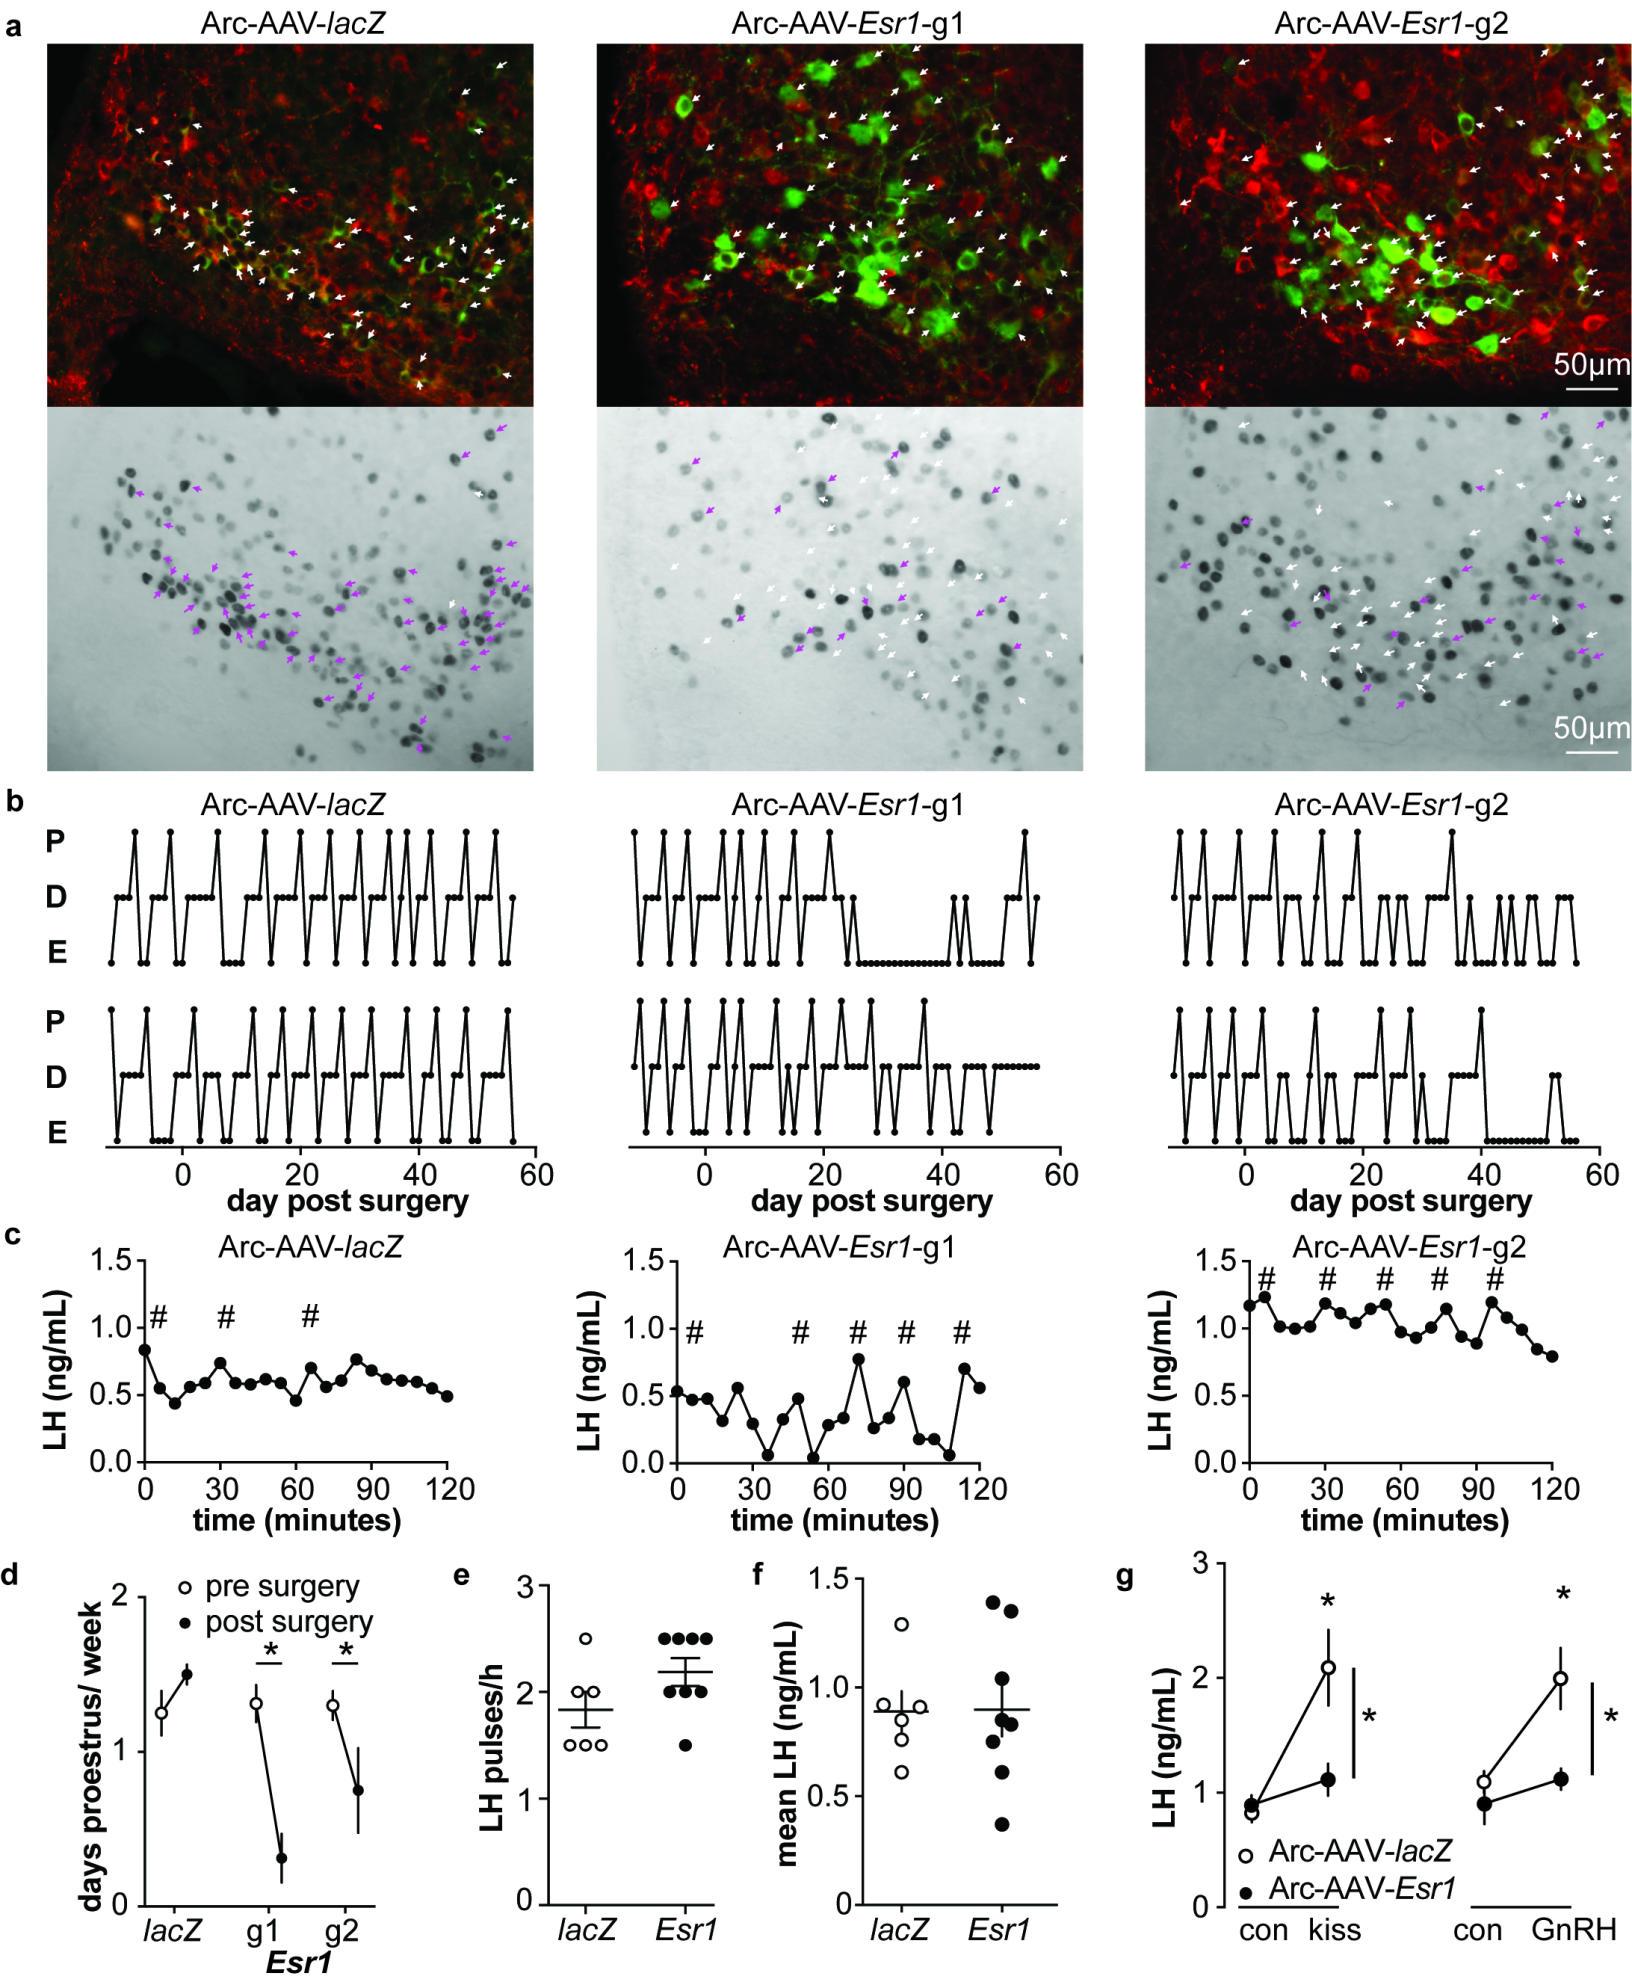 a
Arc-AAV-lacZ Arc-AAV-Esr1-g1 Arc-AAV-Esr1-g2
50µm
50µm
b
Arc-AAV-lacZ Arc-AAV-Esr1-g1 Arc-AAV-Esr1-g2
P
D
E
P
D
E
0 20 40 60 0 20 40 60 0 20 40 60
day post surgery day post surgery day post surgery
c
Arc-AAV-lacZ Arc-AAV-Esr1-g1 Arc-AAV-Esr1-g2
LH (ng/mL)
1.5
1.0
0.5
0.0
# # #
0 30 60 90 120
time (minutes)
LH (ng/mL)
1.5
1.0
0.5
0.0
# # # # #
0 30 60 90 120
time (minutes)
LH (ng/mL)
1.5
1.0
0.5
0.0
# # # # #
0 30 60 90 120
time (minutes)
d
days proestrus/ week
2
1
0
pre surgery
post surgery
* *
lacZ g1 g2
Esr1
e
LH pulses/h
3
2
1
0
lacZ Esr1
f
mean LH (ng/mL)
1.5
1.0
0.5
0
lacZ Esr1
g
LH (ng/mL)
3
2
1
0
* *
* *
Arc-AAV-lacZ
Arc-AAV-Esr1
con kiss con GnRH